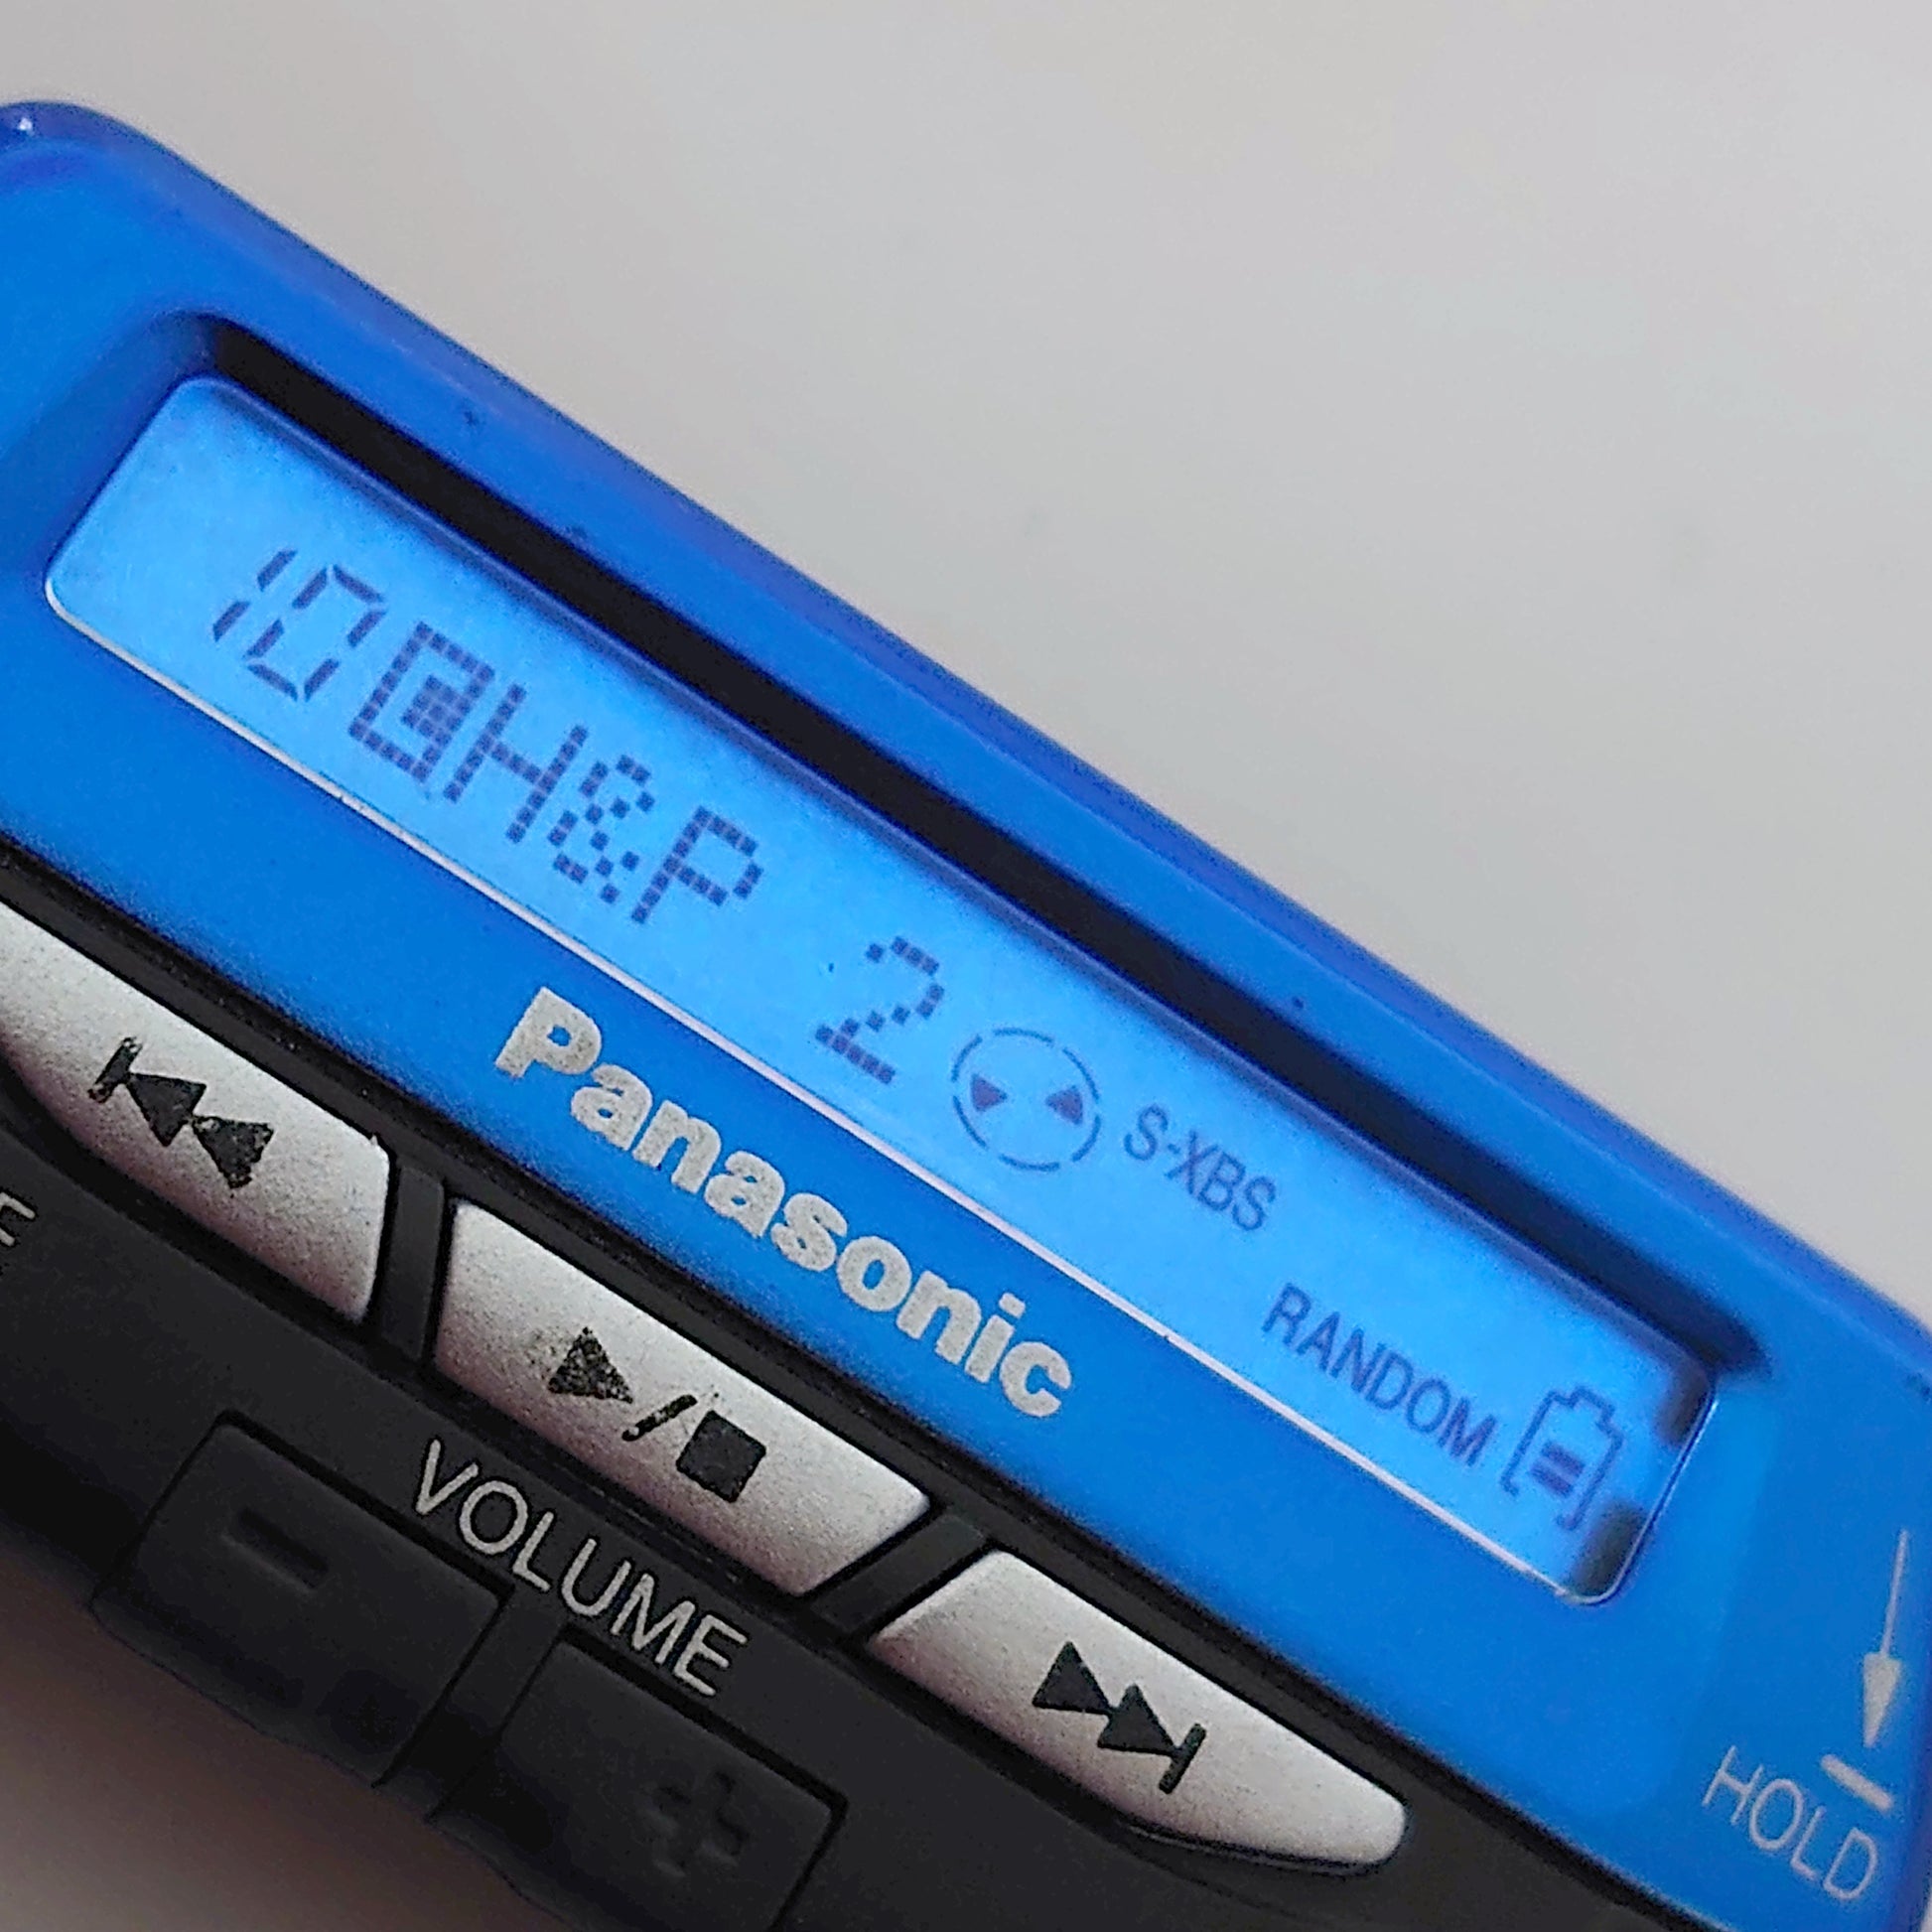 10 H&P 2 S-XBS RANDOM
Panasonic
VOLUME
HOLD